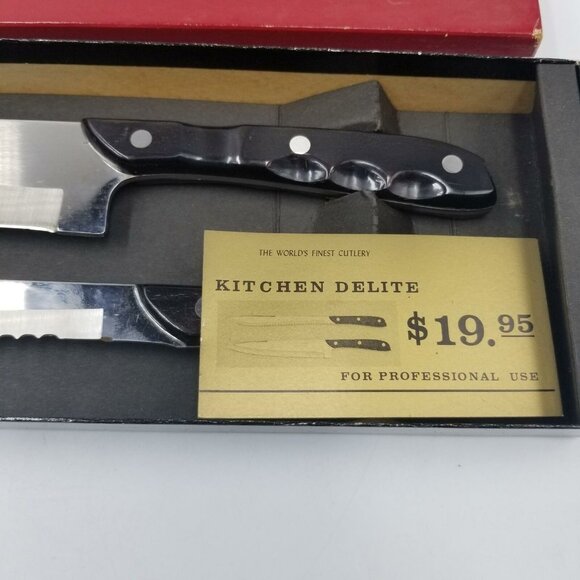 THE WORLD'S FINEST CUTLERY
KITCHEN DELITE
$19.95
FOR PROFESSIONAL USE